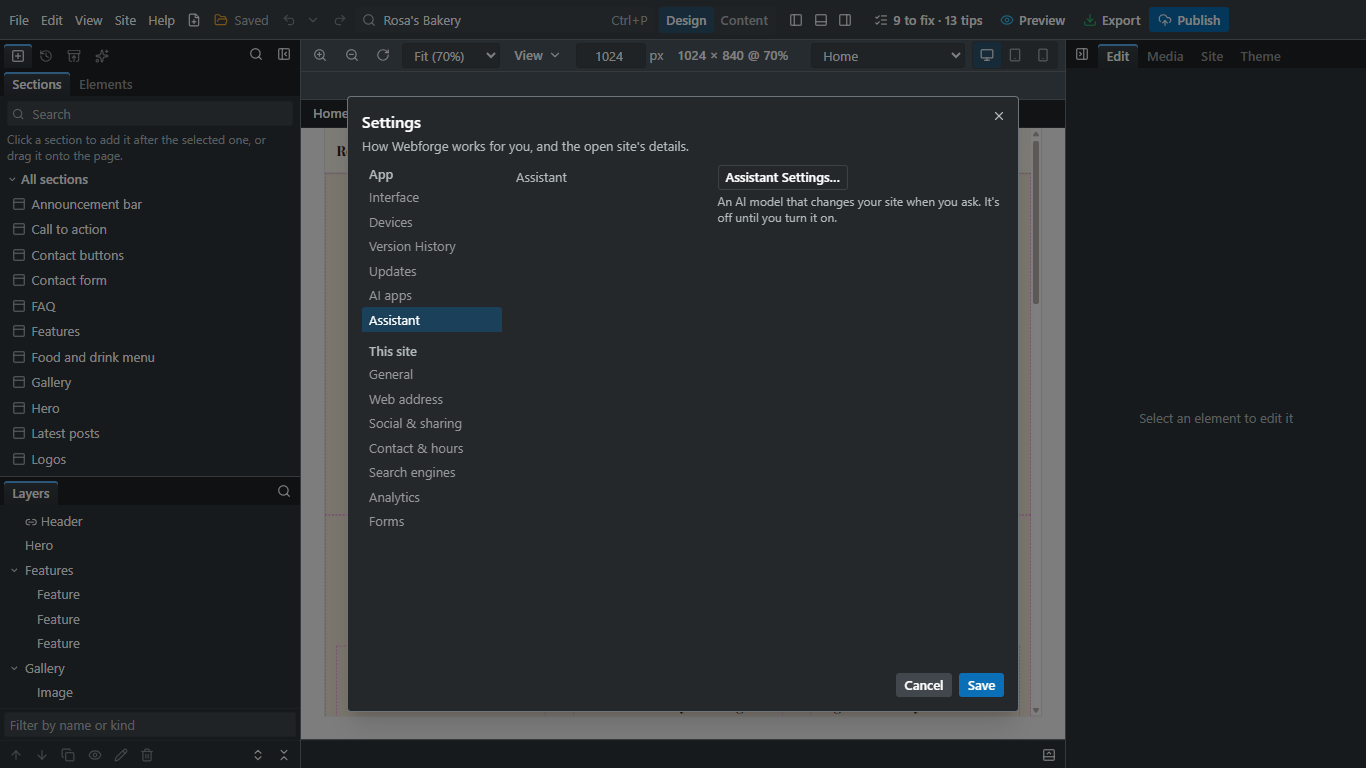 File Edit View Site Help Saved Rosa's Bakery Ctrl+P Design Content 9 to fix · 13 tips Preview Export Publish
Fit (70%) View 1024 px 1024 × 840 @ 70% Home Edit Media Site Theme
Sections Elements
Search
Click a section to add it after the selected one, or
drag it onto the page.
All sections
Announcement bar
Call to action
Contact buttons
Contact form
FAQ
Features
Food and drink menu
Gallery
Hero
Latest posts
Logos
Layers
Header
Hero
Features
Feature
Feature
Feature
Gallery
Image
Filter by name or kind
Home
Settings
How Webforge works for you, and the open site's details.
App
Interface
Devices
Version History
Updates
AI apps
Assistant
This site
General
Web address
Social & sharing
Contact & hours
Search engines
Analytics
Forms
Assistant
Assistant Settings...
An AI model that changes your site when you ask. It's
off until you turn it on.
Cancel Save
Select an element to edit it